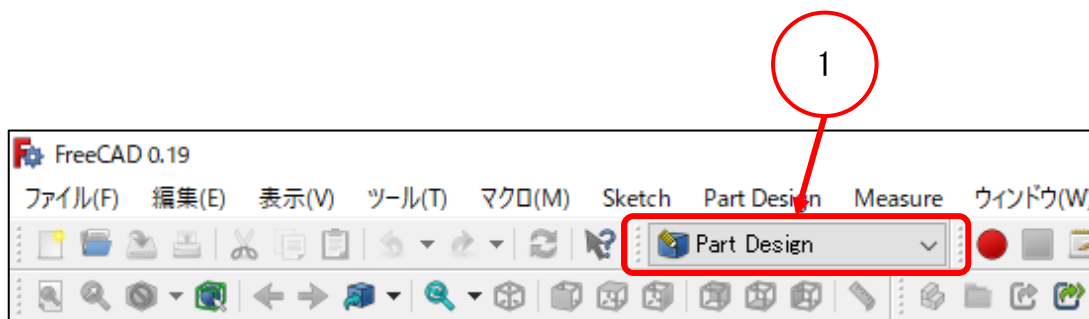 1
FreeCAD 0.19
ファイル(F) 編集(E) 表示(V) ツール(T) マクロ(M) Sketch Part Design Measure ウィンドウ(W)
Part Design